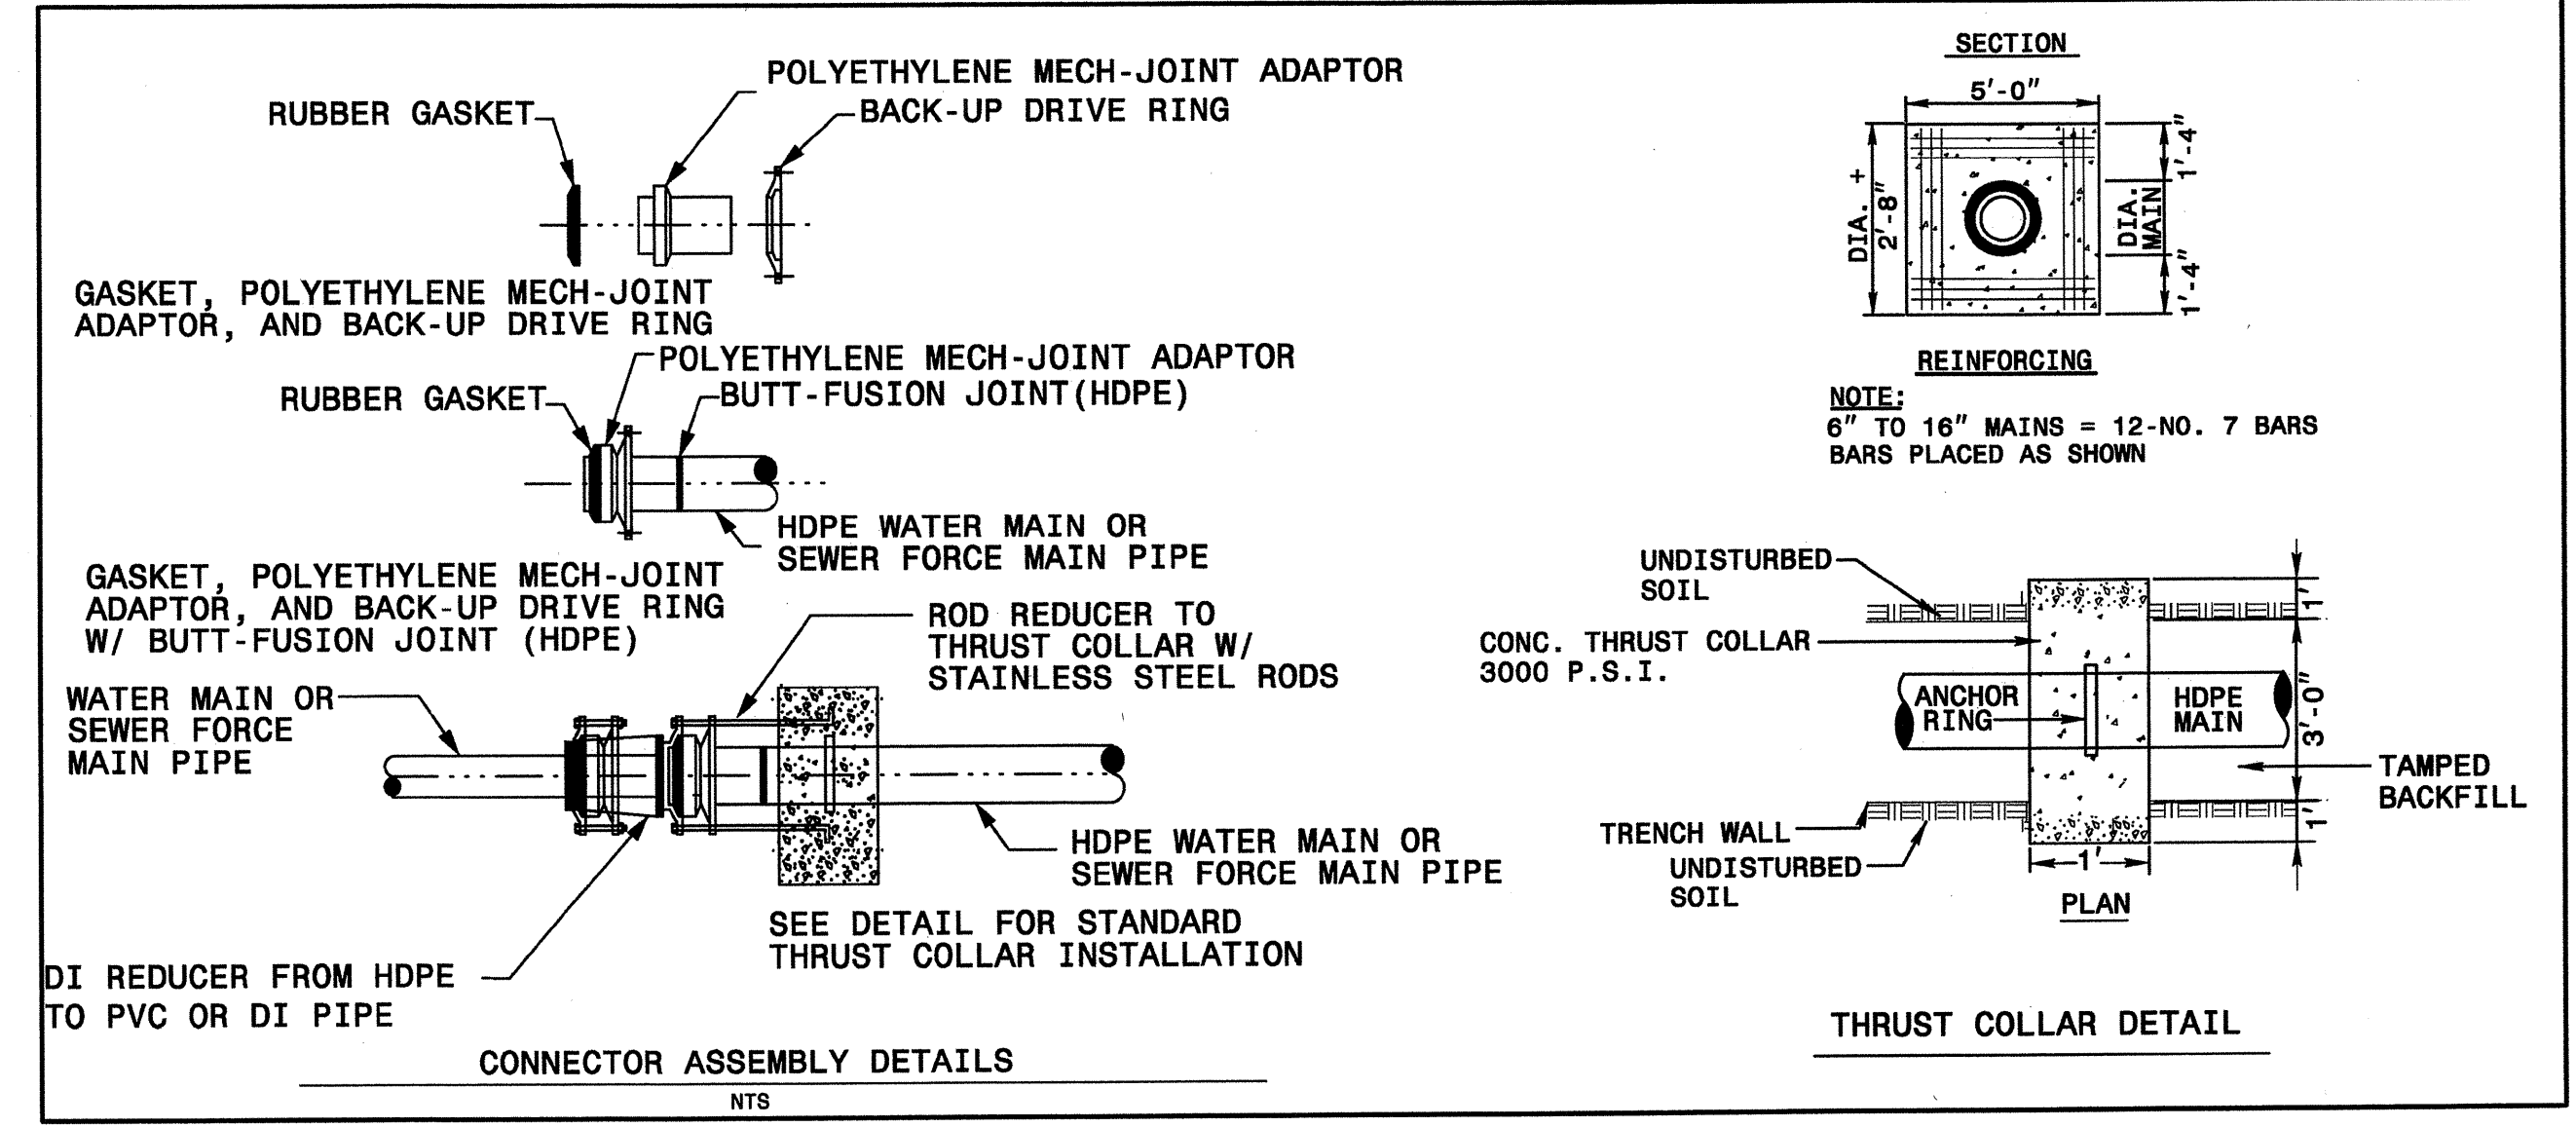 RUBBER GASKET
POLYETHYLENE MECH-JOINT ADAPTOR
BACK-UP DRIVE RING
GASKET, POLYETHYLENE MECH-JOINT
ADAPTOR, AND BACK-UP DRIVE RING
POLYETHYLENE MECH-JOINT ADAPTOR
RUBBER GASKET
BUTT-FUSION JOINT(HDPE)
HDPE WATER MAIN OR
SEWER FORCE MAIN PIPE
GASKET, POLYETHYLENE MECH-JOINT
ADAPTOR, AND BACK-UP DRIVE RING
W/ BUTT-FUSION JOINT (HDPE)
ROD REDUCER TO
THRUST COLLAR W/
STAINLESS STEEL RODS
WATER MAIN OR
SEWER FORCE
MAIN PIPE
HDPE WATER MAIN OR
SEWER FORCE MAIN PIPE
SEE DETAIL FOR STANDARD
THRUST COLLAR INSTALLATION
DI REDUCER FROM HDPE
TO PVC OR DI PIPE
CONNECTOR ASSEMBLY DETAILS
NTS
SECTION
5'-0"
DIA. +
2'-8"
1'-4"
DIA.
MAIN
1'-4"
REINFORCING
NOTE:
6" TO 16" MAINS = 12-NO. 7 BARS
BARS PLACED AS SHOWN
UNDISTURBED
SOIL
CONC. THRUST COLLAR
3000 P.S.I.
ANCHOR
RING
HDPE
MAIN
1'
3'-0"
1'
TAMPED
BACKFILL
TRENCH WALL
UNDISTURBED
SOIL
1'
PLAN
THRUST COLLAR DETAIL